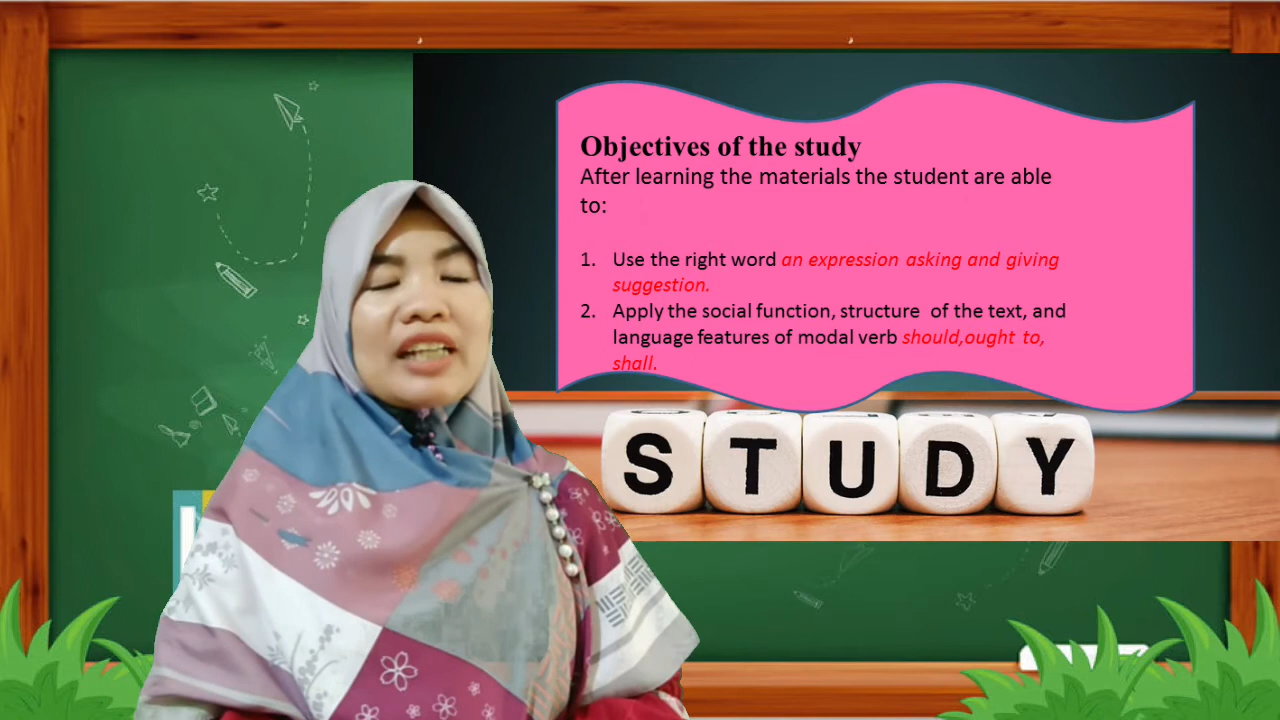 Objectives of the study
After learning the materials the student are able
to:
1. Use the right word an expression asking and giving
suggestion.
2. Apply the social function, structure of the text, and
language features of modal verb should,ought to,
shall.
STUDY